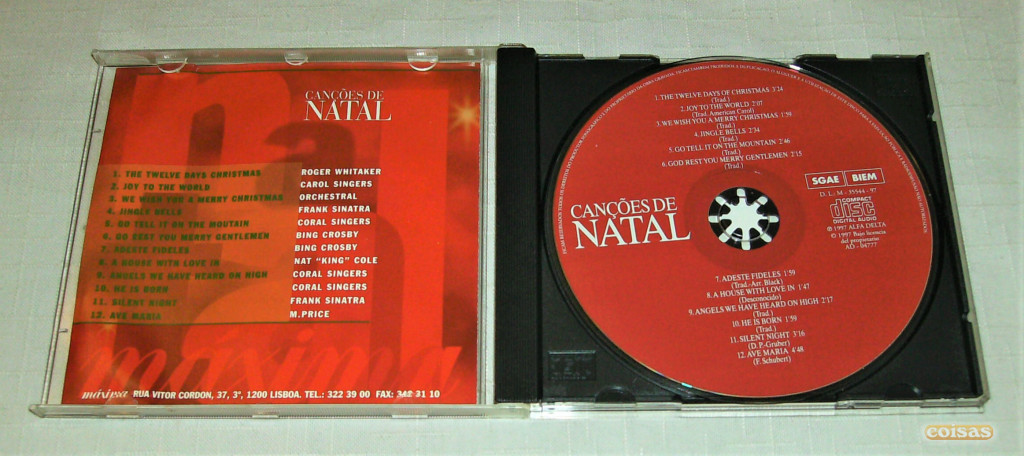 CANÇÕES DE
NATAL
1. THE TWELVE DAYS CHRISTMAS ROGER WHITAKER
2. JOY TO THE WORLD CAROL SINGERS
3. WE WISH YOU A MERRY CHRISTMAS ORCHESTRAL
4. JINGLE BELLS FRANK SINATRA
5. GO TELL IT ON THE MOUTAIN CORAL SINGERS
6. GO REST YOU MERRY GENTLEMEN BING CROSBY
7. ADESTE FIDELES BING CROSBY
8. A HOUSE WITH LOVE IN NAT "KING" COLE
9. ANGELS WE HAVE HEARD ON HIGH CORAL SINGERS
10. HE IS BORN CORAL SINGERS
11. SILENT NIGHT FRANK SINATRA
12. AVE MARIA M.PRICE
máxima
máxima RUA VITOR CORDON, 37, 3º, 1200 LISBOA. TEL.: 322 39 00 FAX: 342 31 10
1. THE TWELVE DAYS OF CHRISTMAS 3'24
(Trad.)
2. JOY TO THE WORLD 2'07
(Trad. American Carol)
3. WE WISH YOU A MERRY CHRISTMAS 1'59
(Trad.)
4. JINGLE BELLS 2'34
(Trad.)
5. GO TELL IT ON THE MOUNTAIN 2'46
(Trad.)
6. GOD REST YOU MERRY GENTLEMEN 2'15
(Trad.)
SGAE BIEM
D. L. M - 35544 - 97
COMPACT
disc
DIGITAL AUDIO
℗ 1997 ALFA DELTA
© 1997 Bajo licencia
del propietario
AD - 04777
CANÇÕES DE
NATAL
7. ADESTE FIDELES 1'59
(Trad.-Arr. Black)
8. A HOUSE WITH LOVE IN 1'47
(Desconocido)
9. ANGELS WE HAVE HEARD ON HIGH 2'17
(Trad.)
10. HE IS BORN 1'59
(Trad.)
11. SILENT NIGHT 3'16
(D. P.-Gruber)
12. AVE MARIA 4'48
(F. Schubert)
coisas